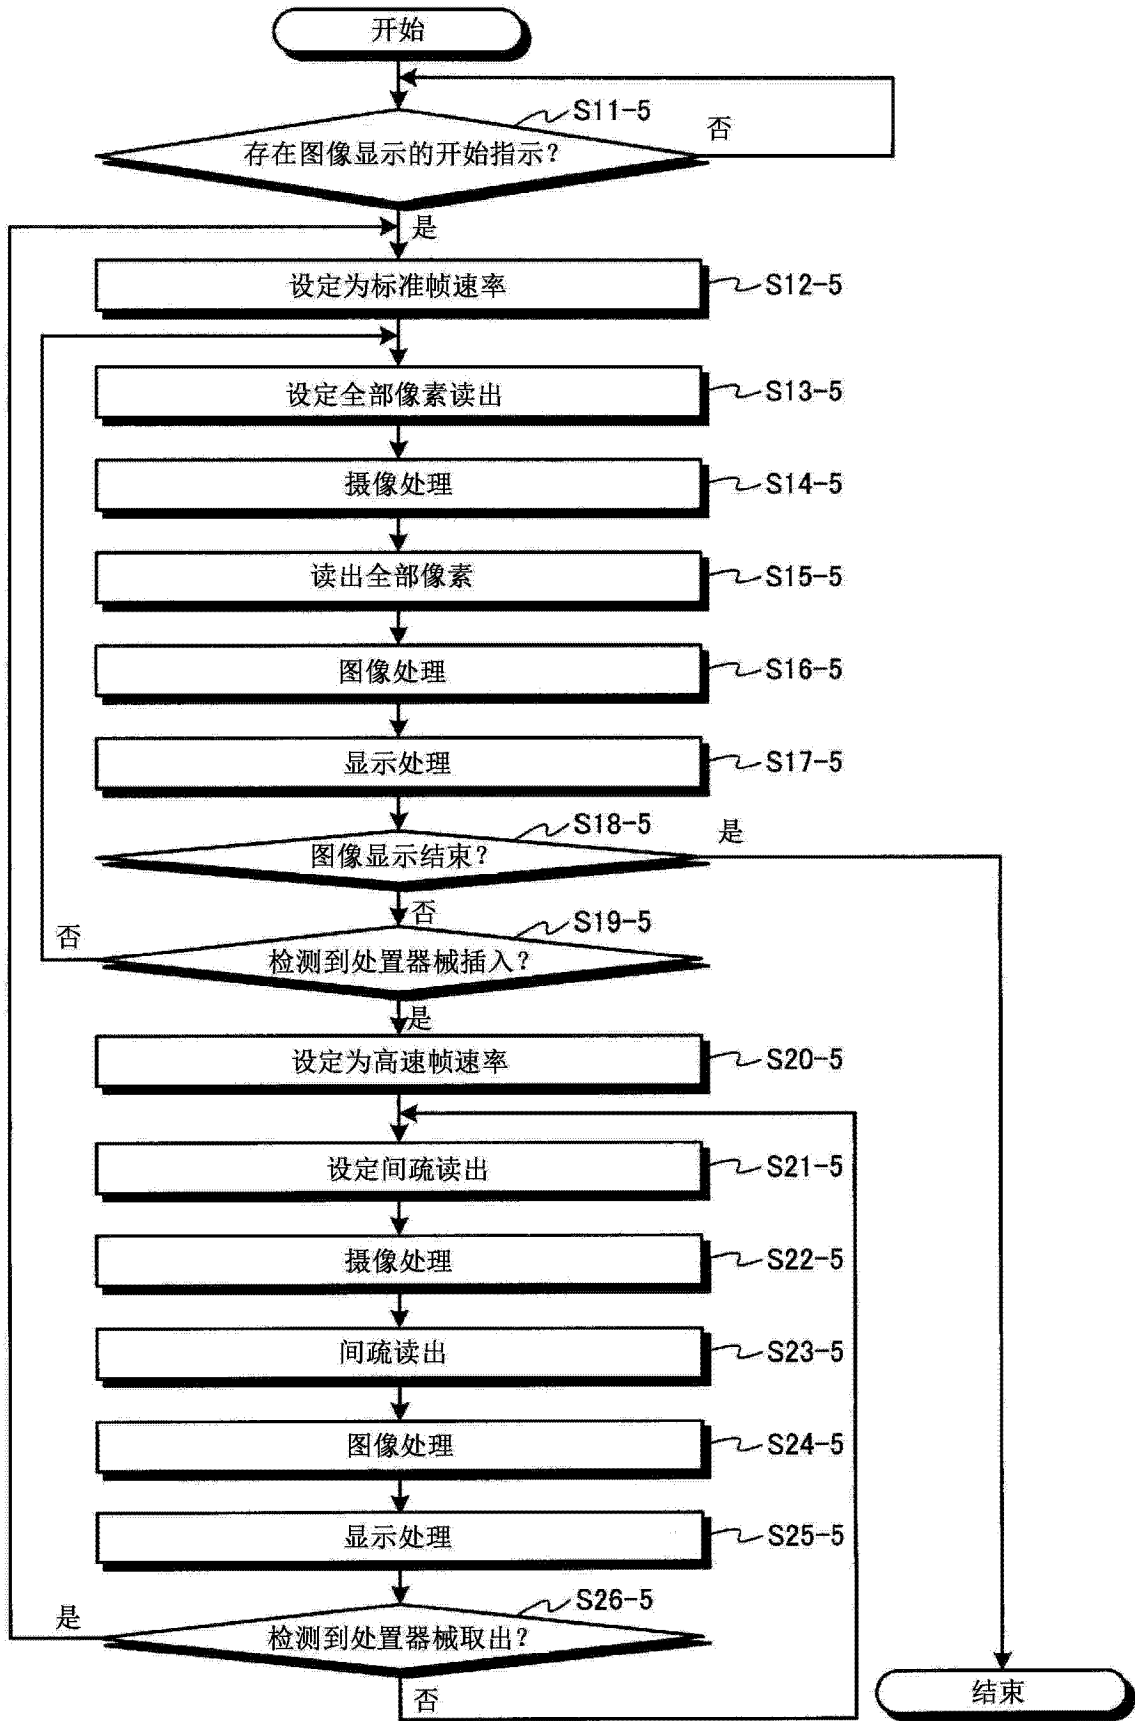 开始
S11-5
否
存在图像显示的开始指示？
是
设定为标准帧速率
S12-5
设定全部像素读出
S13-5
摄像处理
S14-5
读出全部像素
S15-5
图像处理
S16-5
显示处理
S17-5
S18-5
是
图像显示结束？
否
S19-5
否
检测到处置器械插入？
是
设定为高速帧速率
S20-5
设定间疏读出
S21-5
摄像处理
S22-5
间疏读出
S23-5
图像处理
S24-5
显示处理
S25-5
S26-5
是
检测到处置器械取出？
否
结束